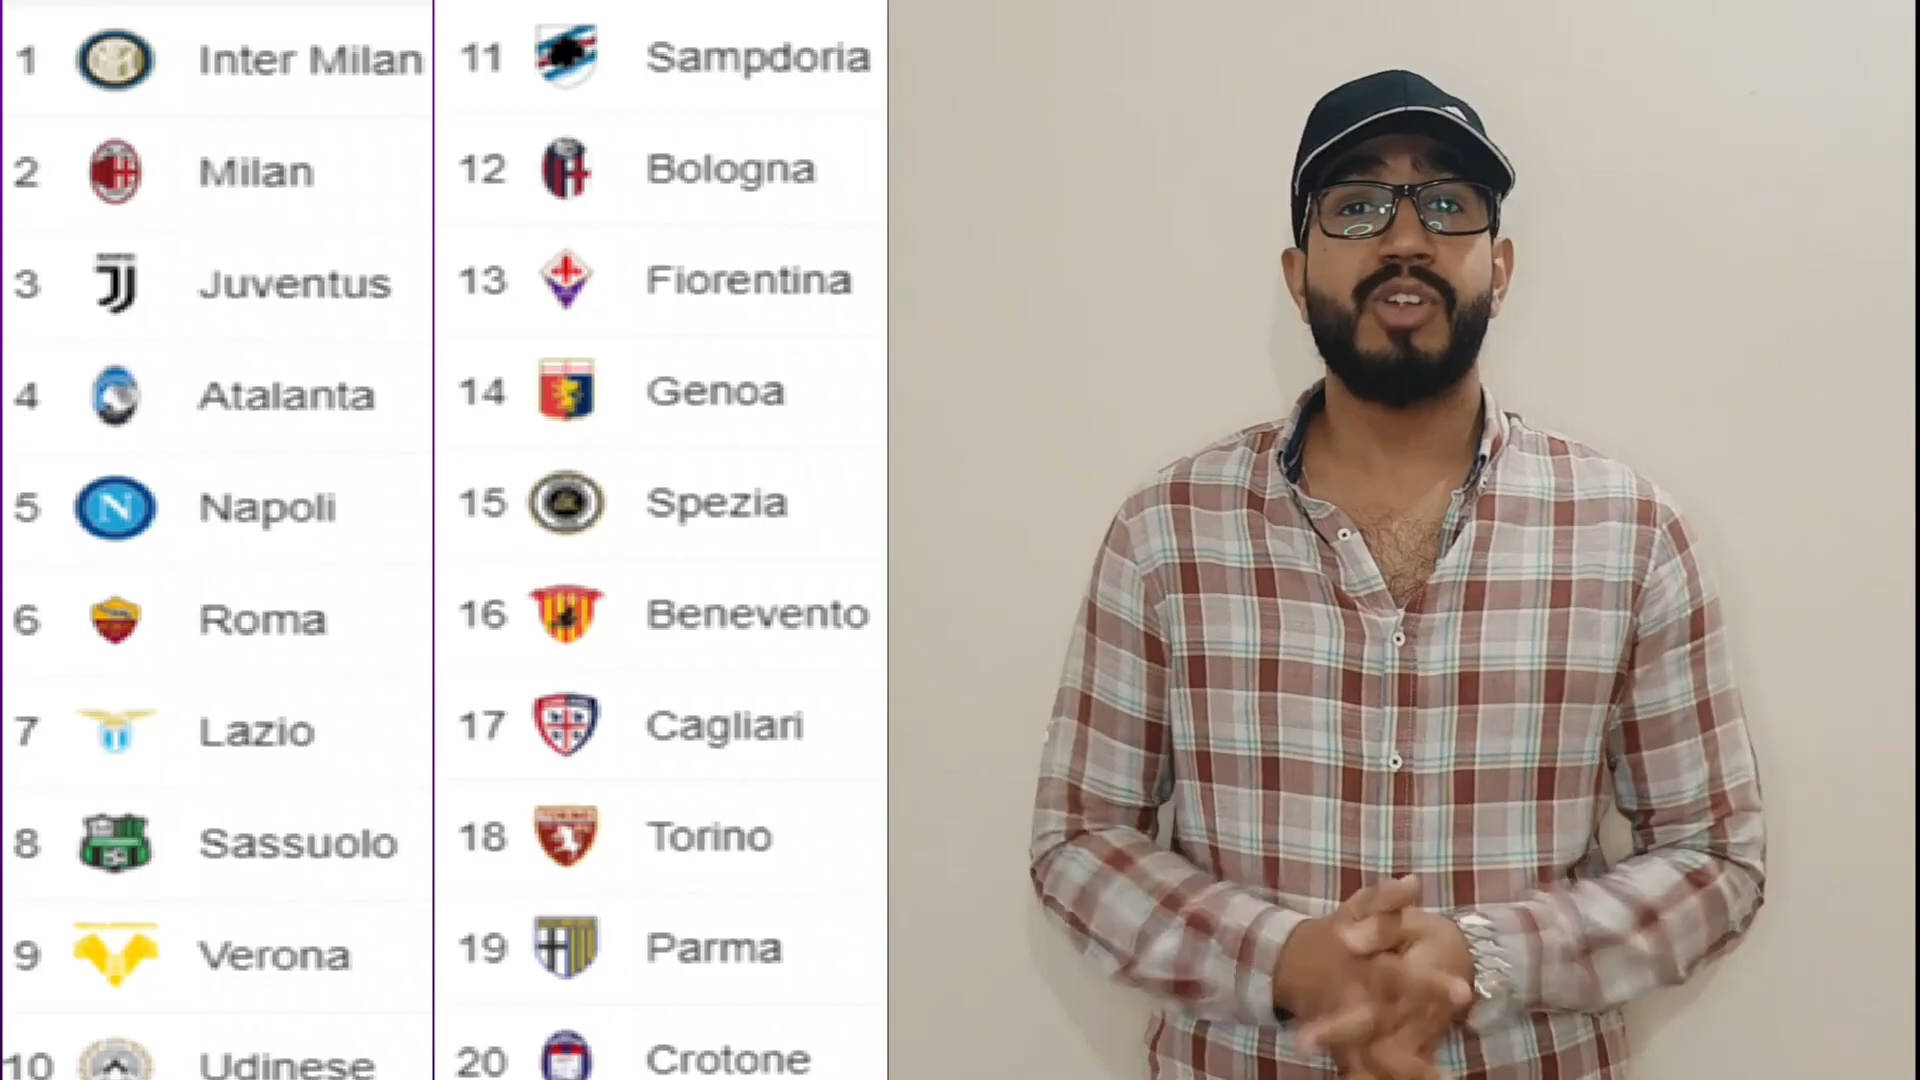 1 Inter Milan
2 Milan
3 Juventus
4 Atalanta
5 Napoli
6 Roma
7 Lazio
8 Sassuolo
9 Verona
10 Udinese
11 Sampdoria
12 Bologna
13 Fiorentina
14 Genoa
15 Spezia
16 Benevento
17 Cagliari
18 Torino
19 Parma
20 Crotone